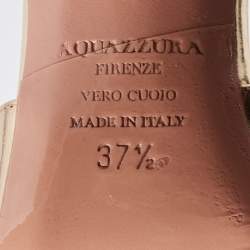 AQUAZZURA
FIRENZE
VERO CUOIO
MADE IN ITALY
37½